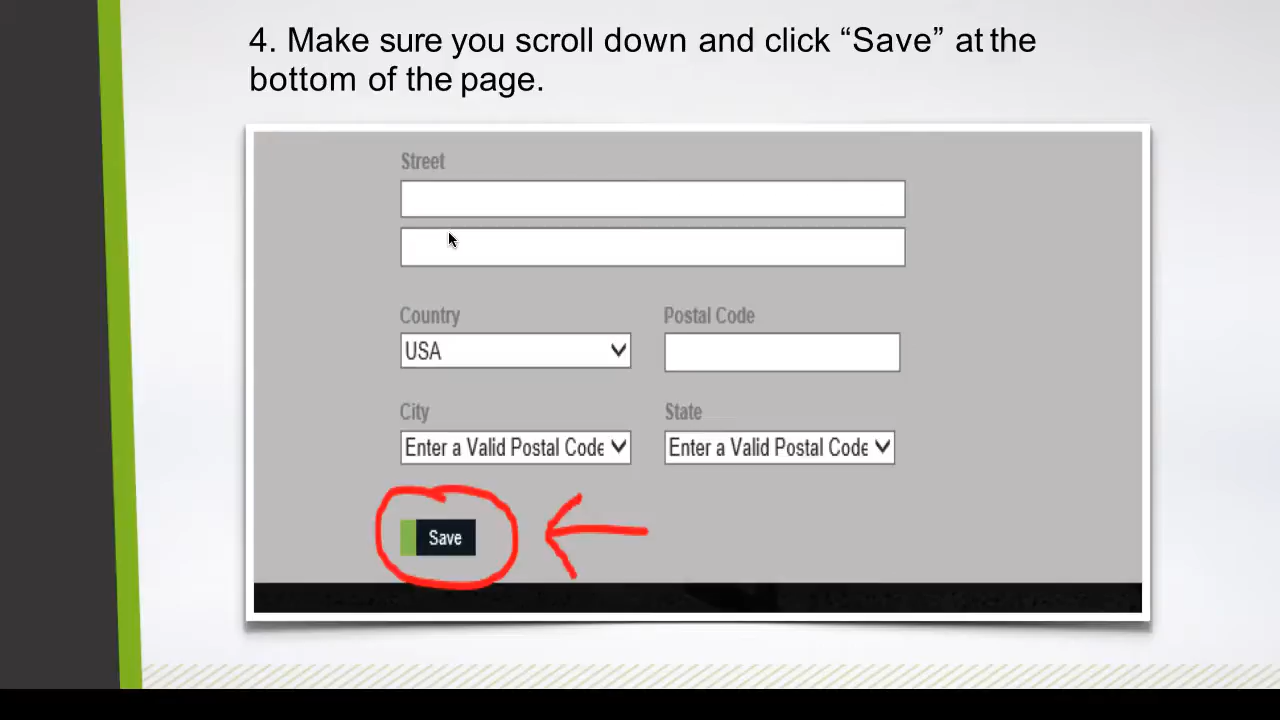 4. Make sure you scroll down and click “Save” at the
bottom of the page.
Street
Country
Postal Code
USA
City
State
Enter a Valid Postal Code
Enter a Valid Postal Code
Save